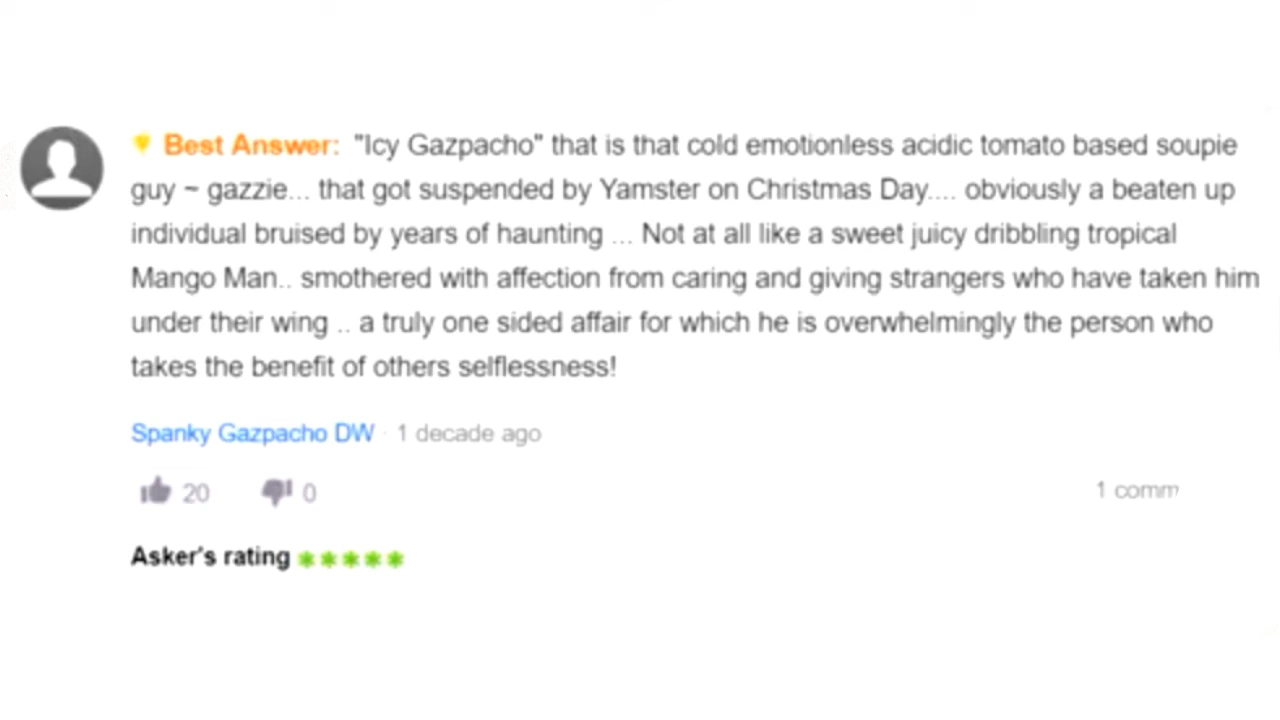 Best Answer: "Icy Gazpacho" that is that cold emotionless acidic tomato based soupie
guy ~ gazzie... that got suspended by Yamster on Christmas Day.... obviously a beaten up
individual bruised by years of haunting ... Not at all like a sweet juicy dribbling tropical
Mango Man.. smothered with affection from caring and giving strangers who have taken him
under their wing .. a truly one sided affair for which he is overwhelmingly the person who
takes the benefit of others selflessness!
Spanky Gazpacho DW · 1 decade ago
20 0 1 comm
Asker's rating